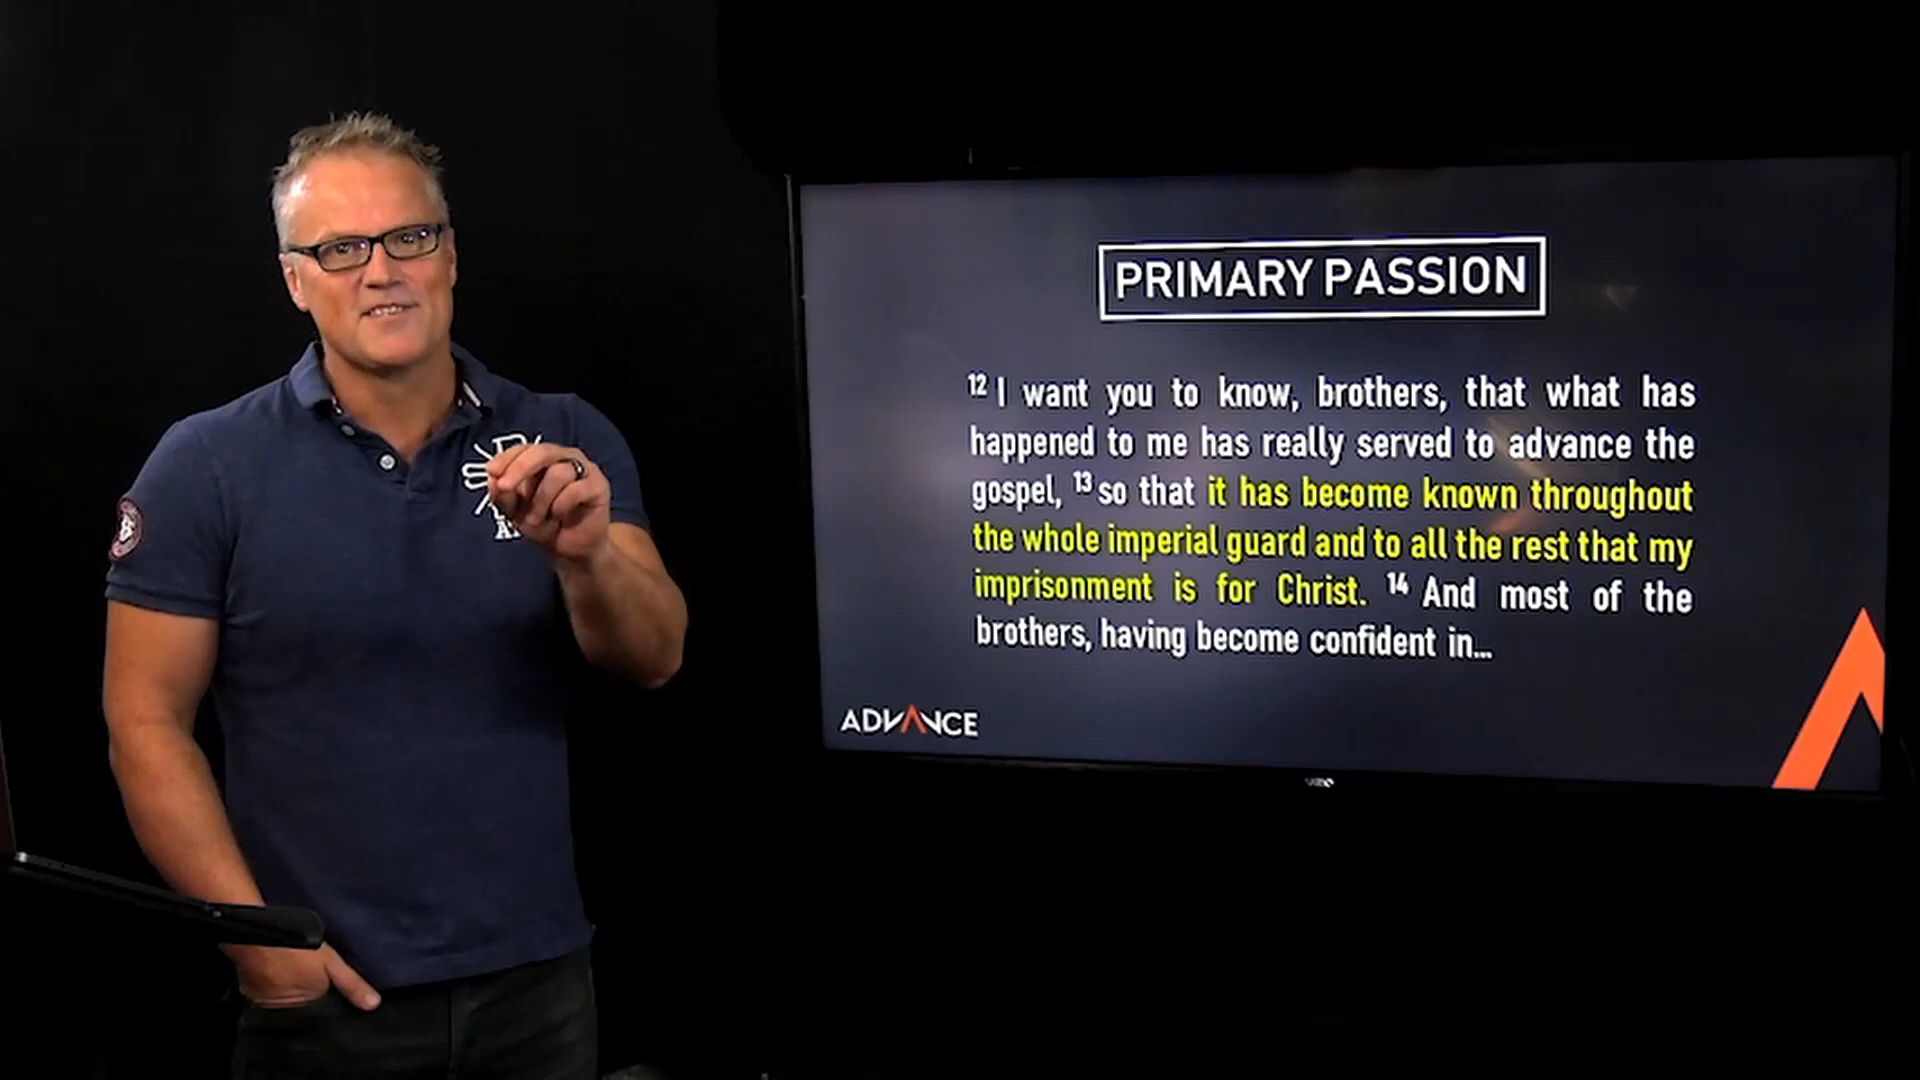 PRIMARY PASSION
12 I want you to know, brothers, that what has
happened to me has really served to advance the
gospel, 13 so that it has become known throughout
the whole imperial guard and to all the rest that my
imprisonment is for Christ. 14 And most of the
brothers, having become confident in...
ADVANCE